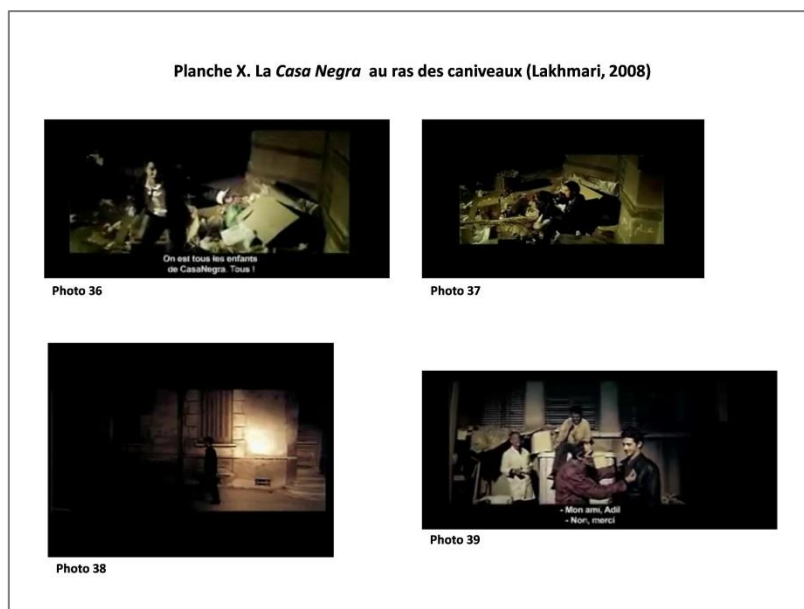 Planche X. La Casa Negra au ras des caniveaux (Lakhmari, 2008)
On est tous les enfants
de CasaNegra. Tous !
Photo 36
Photo 37
Photo 38
- Mon ami, Adil
- Non, merci
Photo 39